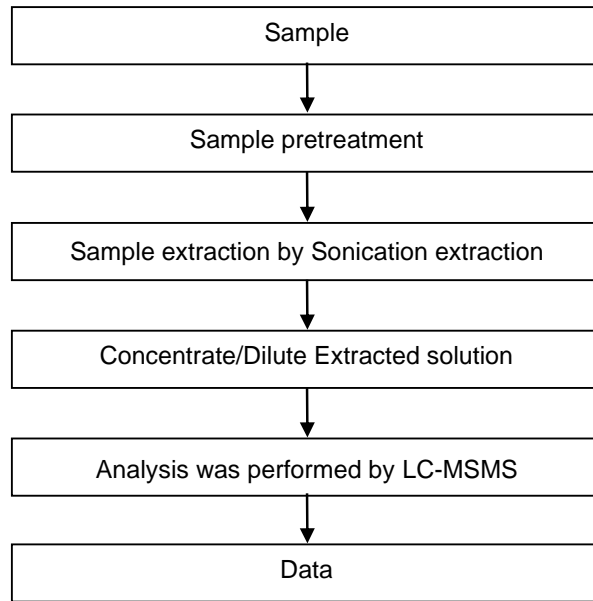 Sample
Sample pretreatment
Sample extraction by Sonication extraction
Concentrate/Dilute Extracted solution
Analysis was performed by LC-MSMS
Data